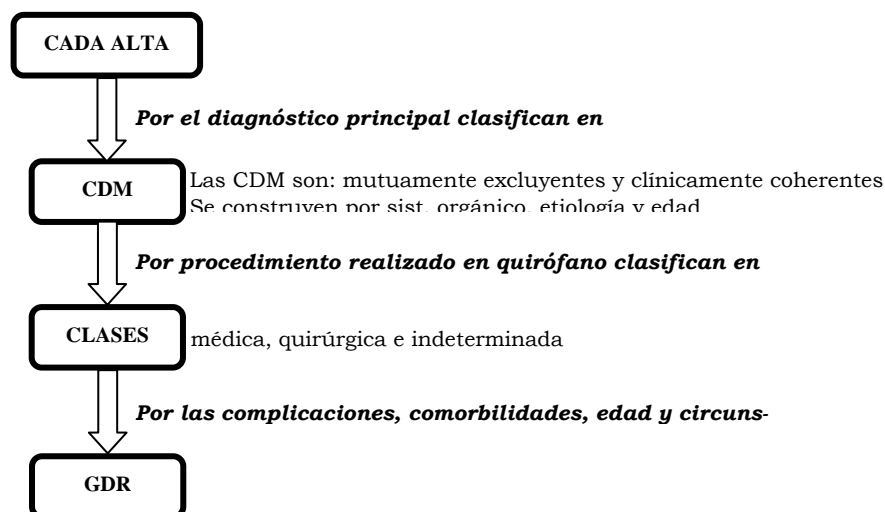 CADA ALTA
Por el diagnóstico principal clasifican en
CDM
Las CDM son: mutuamente excluyentes y clínicamente coherentes
Se construyen por sist. orgánico, etiología y edad
Por procedimiento realizado en quirófano clasifican en
CLASES
médica, quirúrgica e indeterminada
Por las complicaciones, comorbilidades, edad y circuns-
GDR